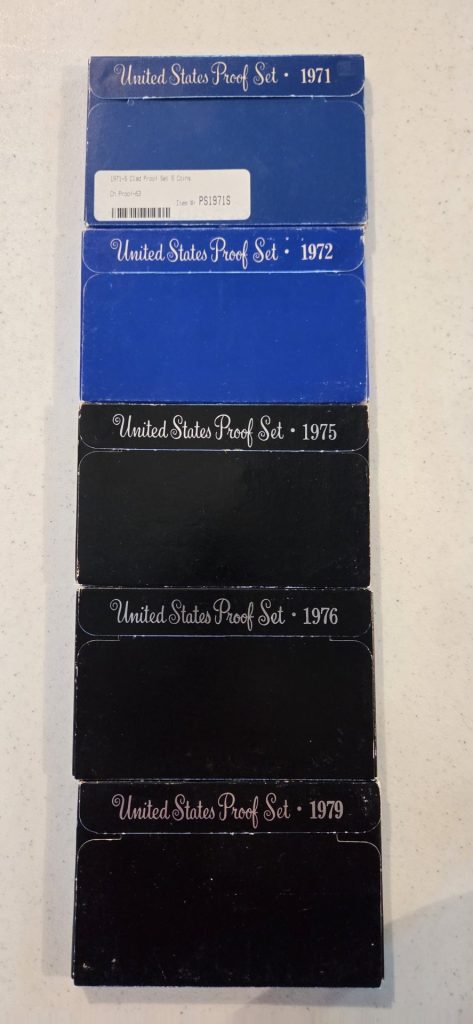 United States Proof Set · 1971
1971-S Clad Proof Set 5 Coins
Ch Proof-63
Item #: PS1971S
United States Proof Set · 1972
United States Proof Set · 1975
United States Proof Set · 1976
United States Proof Set · 1979